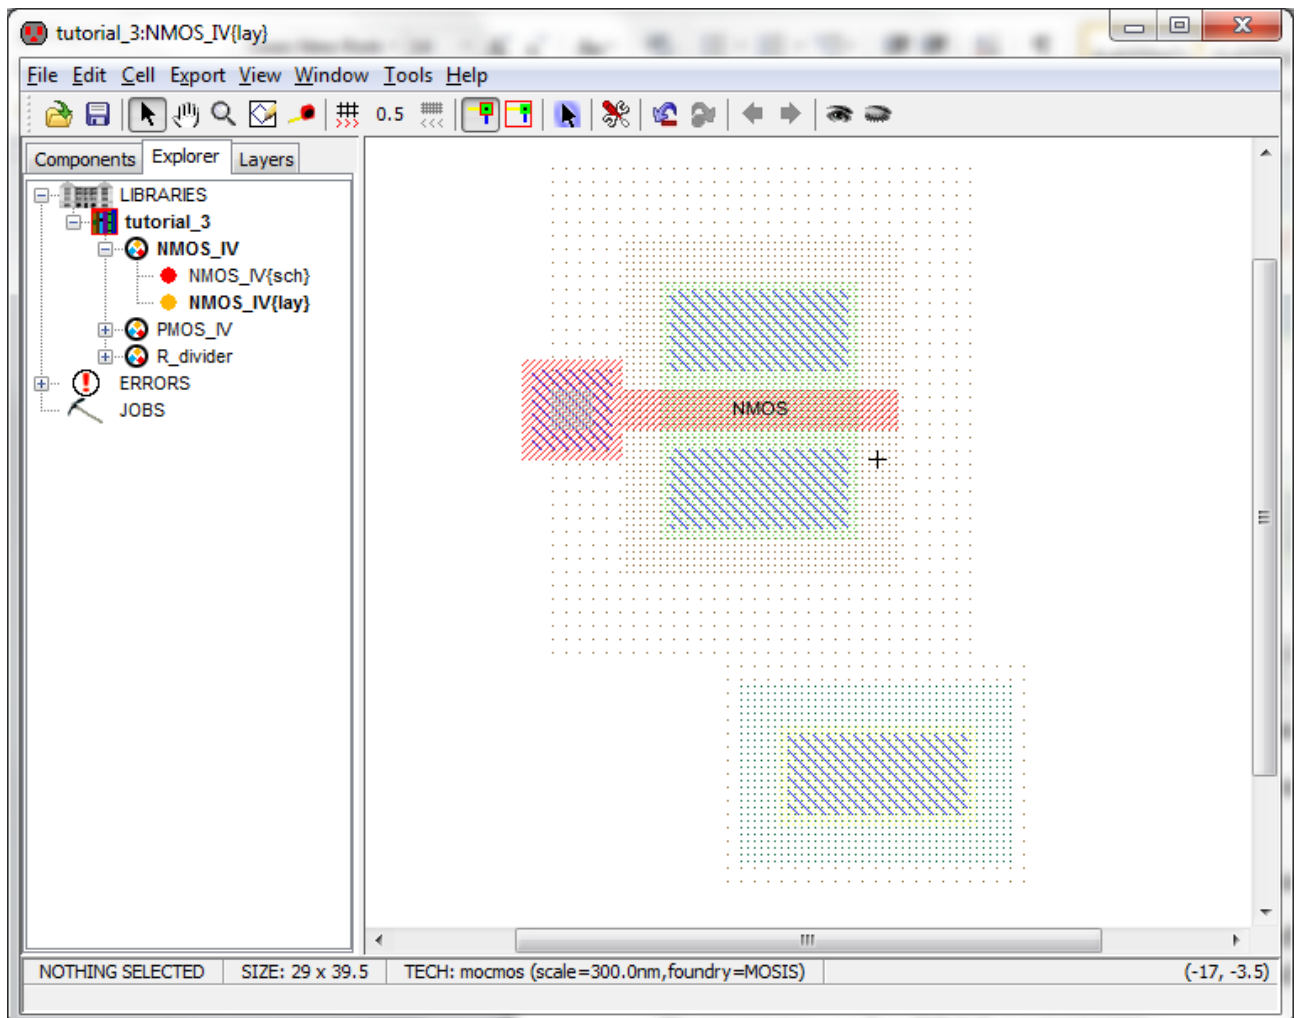 tutorial_3:NMOS_IV{lay}
File Edit Cell Export View Window Tools Help
0.5
Components Explorer Layers
LIBRARIES
tutorial_3
NMOS_IV
NMOS_IV{sch}
NMOS_IV{lay}
PMOS_IV
R_divider
ERRORS
JOBS
NMOS
NOTHING SELECTED SIZE: 29 x 39.5 TECH: mocmos (scale=300.0nm,foundry=MOSIS) (-17, -3.5)